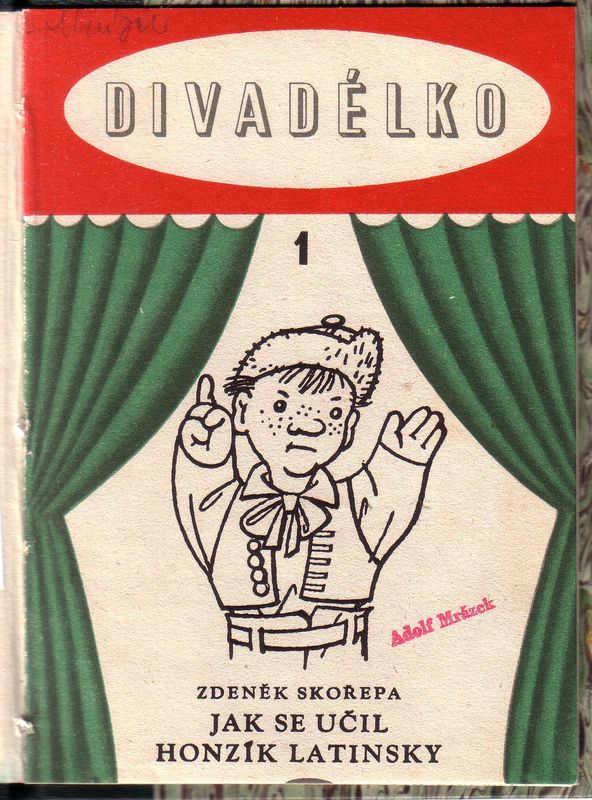 DIVADÉLKO
1
Adolf Mrázek
ZDENĚK SKOŘEPA
JAK SE UČIL
HONZÍK LATINSKY